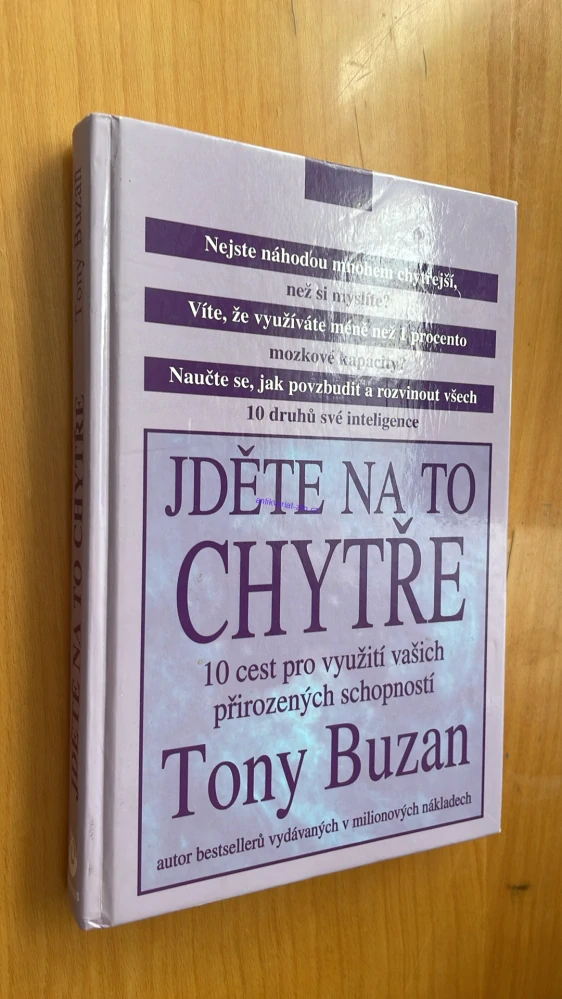 Nejste náhodou mnohem chytřejší,
než si myslíte?
Víte, že využíváte méně než 1 procento
mozkové kapacity?
Naučte se, jak povzbudit a rozvinout všech
10 druhů své inteligence
JDĚTE NA TO
CHYTŘE
10 cest pro využití vašich
přirozených schopností
Tony Buzan
autor bestsellerů vydávaných v milionových nákladech
JDĚTE NA TO CHYTŘE Tony Buzan